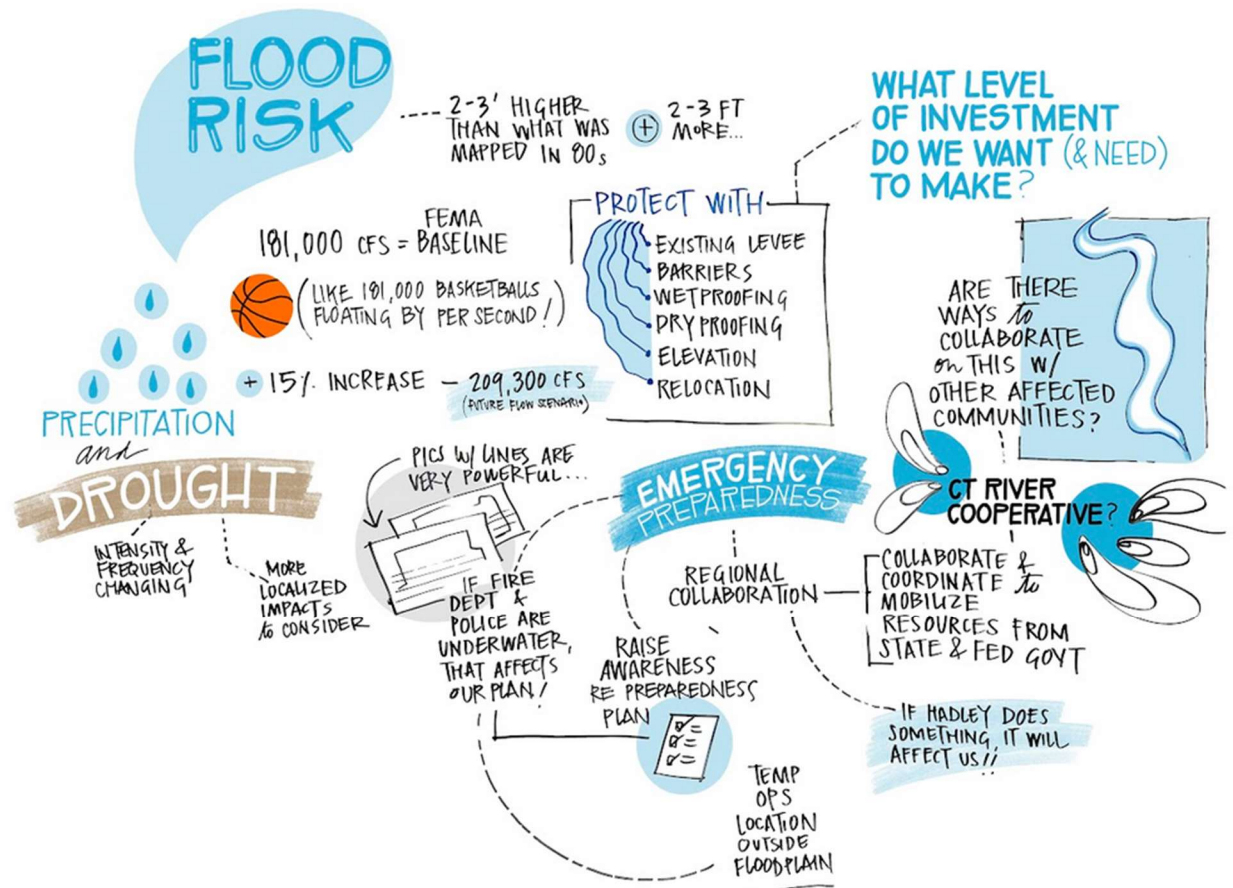 FLOOD
RISK
2-3' HIGHER
THAN WHAT WAS
MAPPED IN 80s
+
2-3 FT
MORE...
WHAT LEVEL
OF INVESTMENT
DO WE WANT (& NEED)
TO MAKE?
181,000 CFS = FEMA
BASELINE
(LIKE 181,000 BASKETBALLS
FLOATING BY PER SECOND!)
+ 15% INCREASE – 209,300 CFS
(FUTURE FLOW SCENARIO)
PROTECT WITH
EXISTING LEVEE
BARRIERS
WETPROOFING
DRYPROOFING
ELEVATION
RELOCATION
ARE THERE
WAYS to
COLLABORATE
on THIS W/
OTHER AFFECTED
COMMUNITIES?
CT RIVER
COOPERATIVE?
PRECIPITATION
and
DROUGHT
INTENSITY &
FREQUENCY
CHANGING
MORE
LOCALIZED
IMPACTS
to CONSIDER
PICS W/ LINES ARE
VERY POWERFUL...
EMERGENCY
PREPAREDNESS
IF FIRE
DEPT &
POLICE ARE
UNDERWATER,
THAT AFFECTS
OUR PLAN!
RAISE
AWARENESS
RE PREPAREDNESS
PLAN
REGIONAL
COLLABORATION
COLLABORATE &
COORDINATE to
MOBILIZE
RESOURCES FROM
STATE & FED GOVT
IF HADLEY DOES
SOMETHING, IT WILL
AFFECT US!!
TEMP
OPS
LOCATION
OUTSIDE
FLOODPLAIN